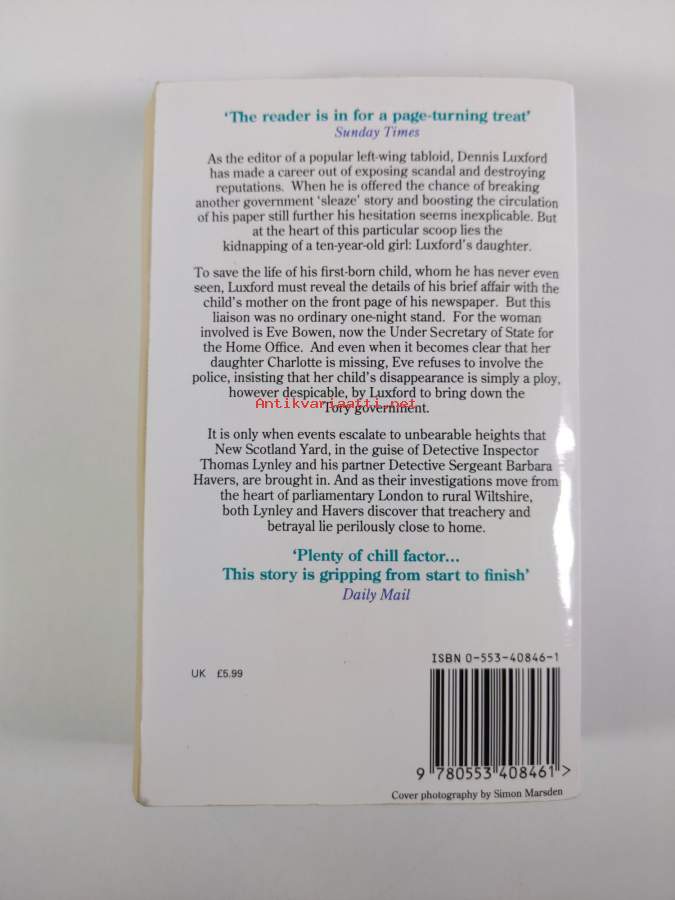 ‘The reader is in for a page-turning treat’
Sunday Times
As the editor of a popular left-wing tabloid, Dennis Luxford
has made a career out of exposing scandal and destroying
reputations. When he is offered the chance of breaking
another government ‘sleaze’ story and boosting the circulation
of his paper still further his hesitation seems inexplicable. But
at the heart of this particular scoop lies the
kidnapping of a ten-year-old girl: Luxford’s daughter.
To save the life of his first-born child, whom he has never even
seen, Luxford must reveal the details of his brief affair with the
child’s mother on the front page of his newspaper. But this
liaison was no ordinary one-night stand. For the woman
involved is Eve Bowen, now the Under Secretary of State for
the Home Office. And even when it becomes clear that her
daughter Charlotte is missing, Eve refuses to involve the
police, insisting that her child’s disappearance is simply a ploy,
however despicable, by Luxford to bring down the
Antikvariaatti.net
Tory government.
It is only when events escalate to unbearable heights that
New Scotland Yard, in the guise of Detective Inspector
Thomas Lynley and his partner Detective Sergeant Barbara
Havers, are brought in. And as their investigations move from
the heart of parliamentary London to rural Wiltshire,
both Lynley and Havers discover that treachery and
betrayal lie perilously close to home.
‘Plenty of chill factor...
This story is gripping from start to finish’
Daily Mail
ISBN 0-553-40846-1
UK £5.99
9 780553 408461 >
Cover photography by Simon Marsden